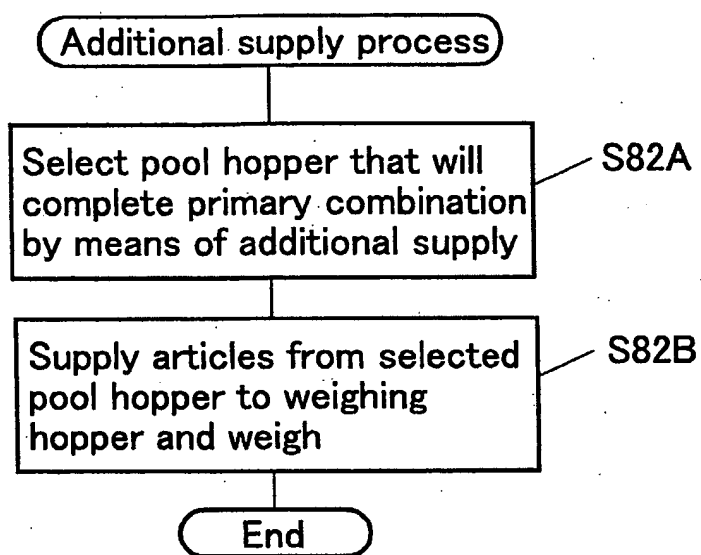 Additional supply process
Select pool hopper that will
complete primary combination
by means of additional supply
S82A
Supply articles from selected
pool hopper to weighing
hopper and weigh
S82B
End